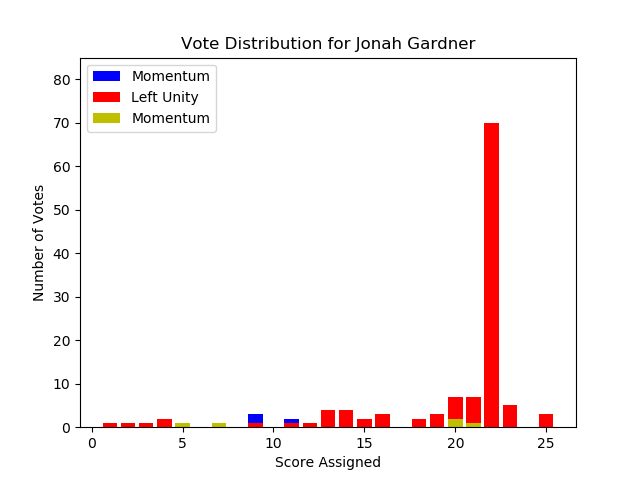 Vote Distribution for Jonah Gardner
Momentum
Left Unity
Momentum
80
70
60
50
40
30
20
10
0
Number of Votes
0 5 10 15 20 25
Score Assigned